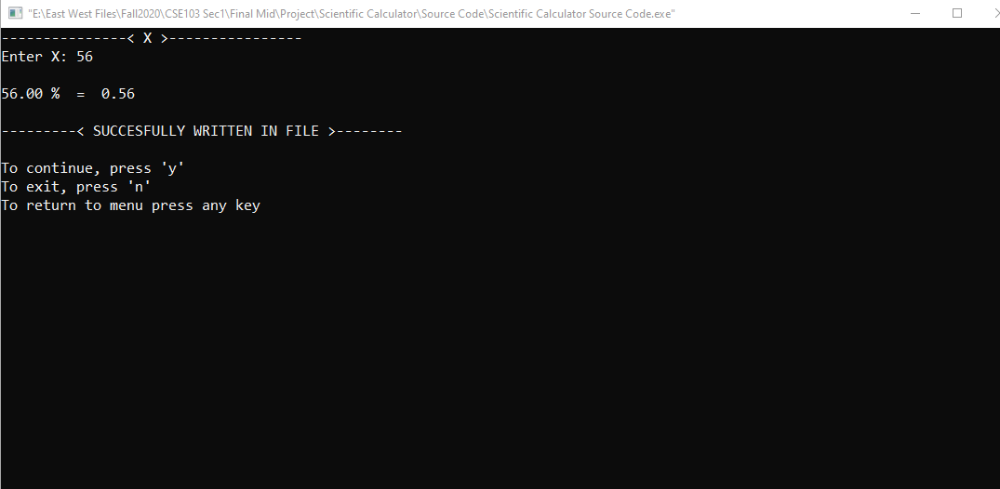 "E:\East West Files\Fall2020\CSE103 Sec1\Final Mid\Project\Scientific Calculator\Source Code\Scientific Calculator Source Code.exe"
---------------< X >----------------
Enter X: 56
56.00 %  =  0.56
---------< SUCCESFULLY WRITTEN IN FILE >--------
To continue, press 'y'
To exit, press 'n'
To return to menu press any key